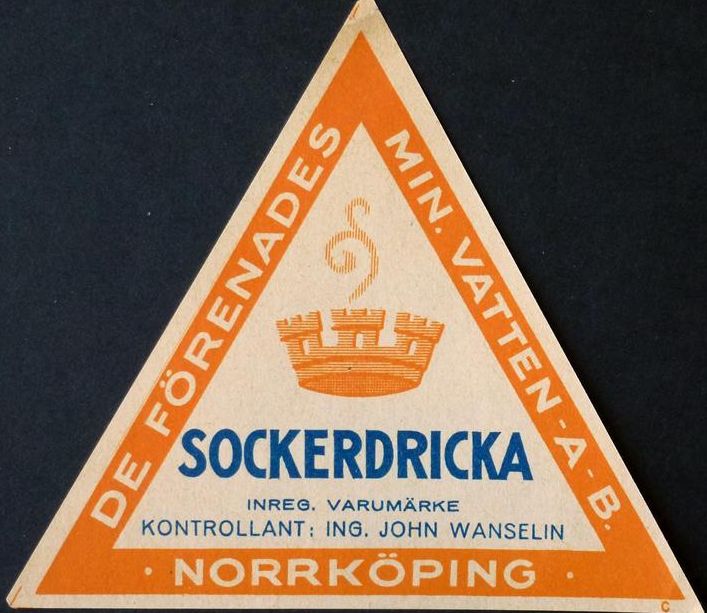 DE FÖRENADES
MIN. VATTEN-A-B.
SOCKERDRICKA
INREG. VARUMÄRKE
KONTROLLANT: ING. JOHN WANSELIN
· NORRKÖPING ·
C